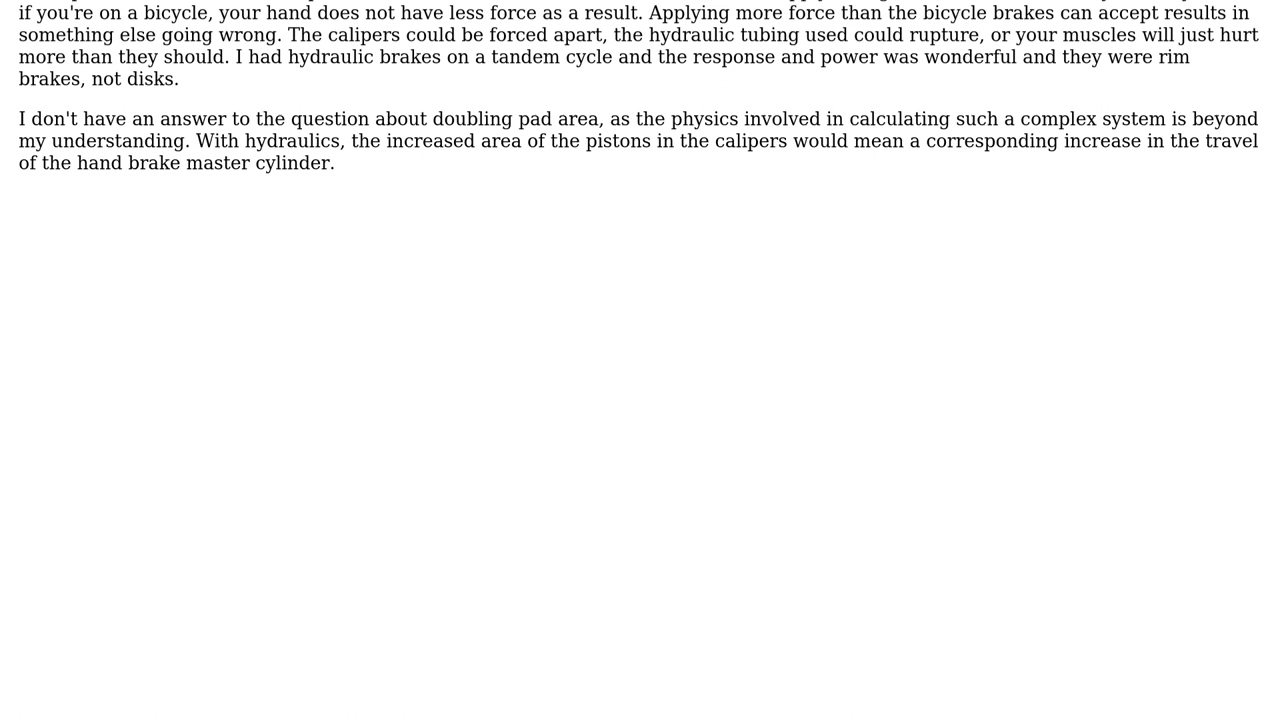 if you're on a bicycle, your hand does not have less force as a result. Applying more force than the bicycle brakes can accept results in
something else going wrong. The calipers could be forced apart, the hydraulic tubing used could rupture, or your muscles will just hurt
more than they should. I had hydraulic brakes on a tandem cycle and the response and power was wonderful and they were rim
brakes, not disks.
I don't have an answer to the question about doubling pad area, as the physics involved in calculating such a complex system is beyond
my understanding. With hydraulics, the increased area of the pistons in the calipers would mean a corresponding increase in the travel
of the hand brake master cylinder.